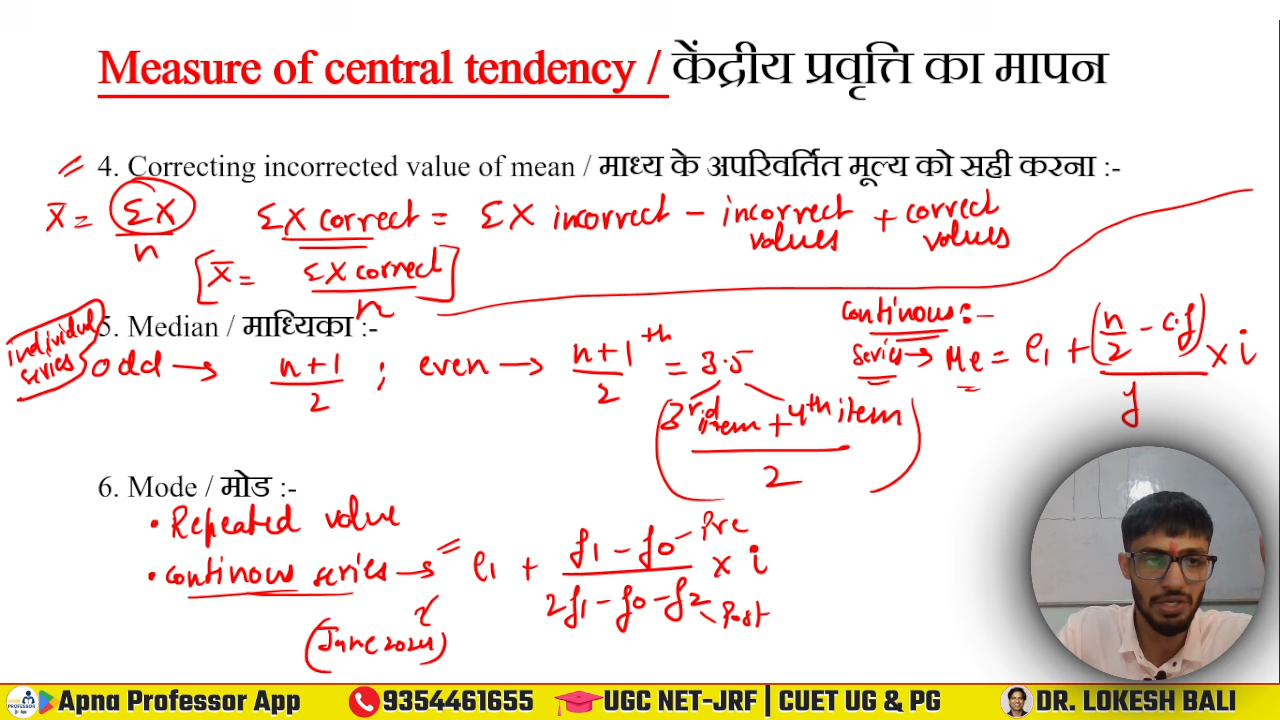 Measure of central tendency / केंद्रीय प्रवृत्ति का मापन
4. Correcting incorrected value of mean / माध्य के अपरिवर्तित मूल्य को सही करना :-
x̄ = ΣX / n
ΣX correct = ΣX incorrect - incorrect values + correct values
[x̄ = ΣX correct / n]
5. Median / माध्यिका :-
individual series
odd → n+1 / 2 ; even → n+1 / 2 th = 3.5
(3rd item + 4th item / 2)
Continous :-
Series → Me = l1 + (n/2 - c.f) / f × i
6. Mode / मोड :-
• Repeated value
• continous series → l1 + f1 - f0 / 2f1 - f0 - f2 × i
Pre
Post
(June 2024)
Apna Professor App
9354461655
UGC NET-JRF | CUET UG & PG
DR. LOKESH BALI